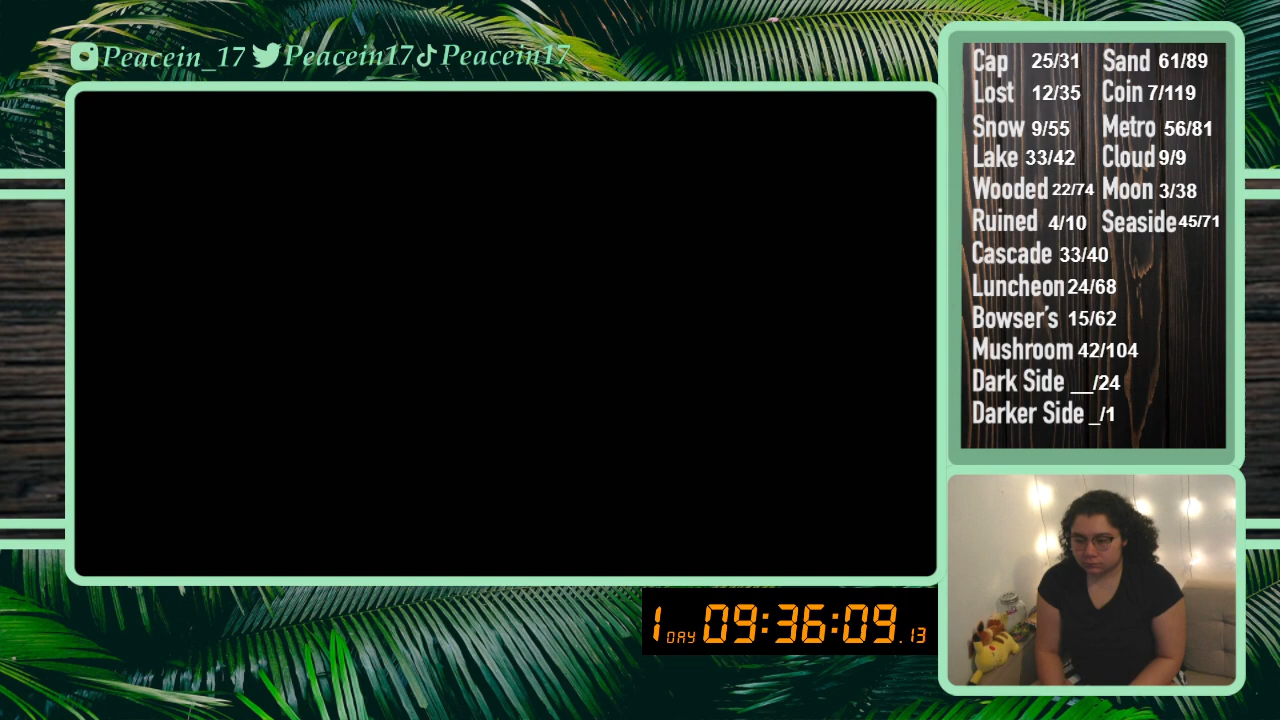 Peacein_17 Peacein17 Peacein17
Cap 25/31 Sand 61/89
Lost 12/35 Coin 7/119
Snow 9/55 Metro 56/81
Lake 33/42 Cloud 9/9
Wooded 22/74 Moon 3/38
Ruined 4/10 Seaside 45/71
Cascade 33/40
Luncheon 24/68
Bowser's 15/62
Mushroom 42/104
Dark Side __/24
Darker Side _/1
1 DAY 09:36:09.13